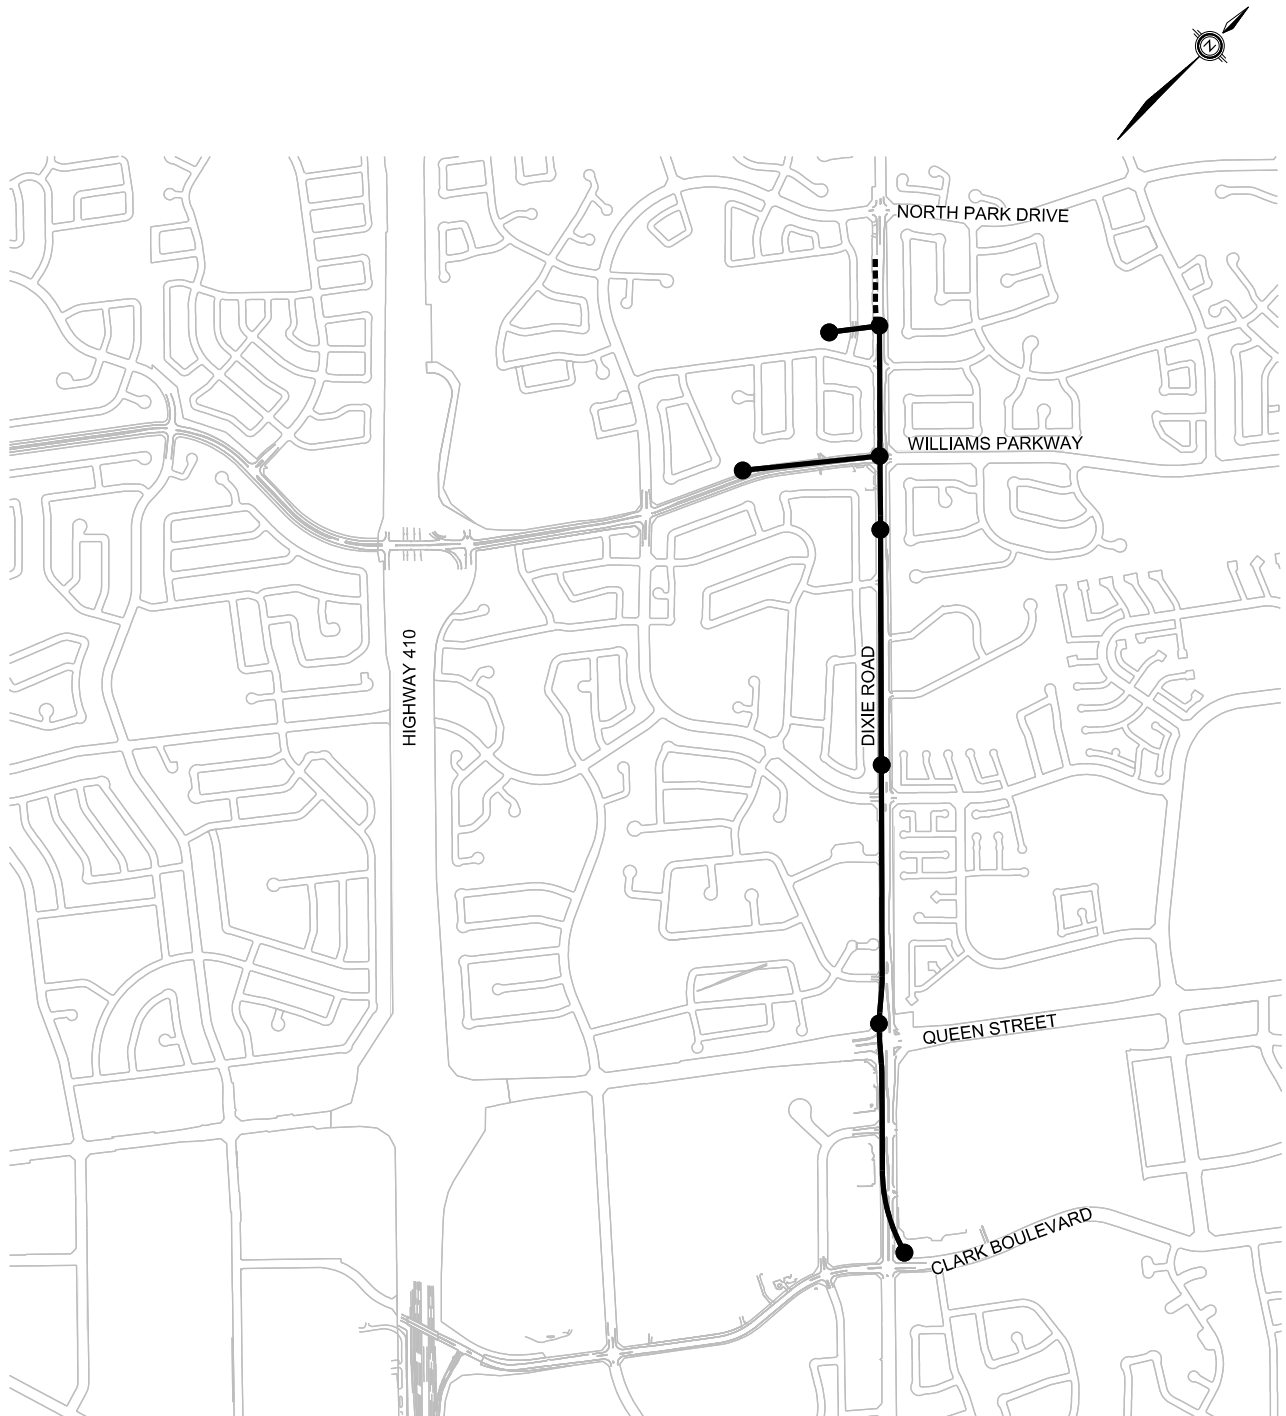 N
NORTH PARK DRIVE
WILLIAMS PARKWAY
HIGHWAY 410
DIXIE ROAD
QUEEN STREET
CLARK BOULEVARD